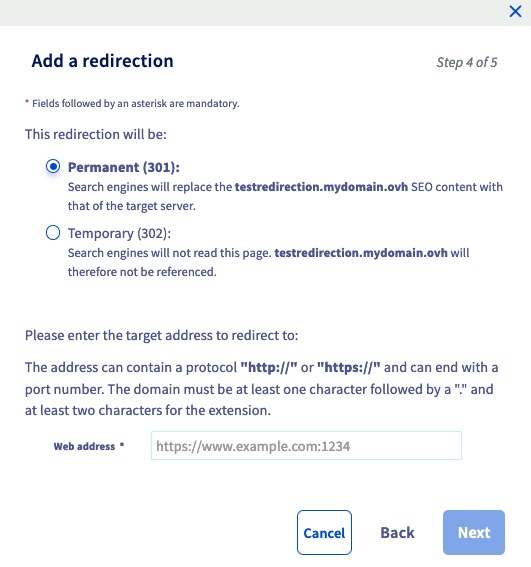 Add a redirection
Step 4 of 5
* Fields followed by an asterisk are mandatory.
This redirection will be:
Permanent (301):
Search engines will replace the testredirection.mydomain.ovh SEO content with
that of the target server.
Temporary (302):
Search engines will not read this page. testredirection.mydomain.ovh will
therefore not be referenced.
Please enter the target address to redirect to:
The address can contain a protocol "http://" or "https://" and can end with a
port number. The domain must be at least one character followed by a "." and
at least two characters for the extension.
Web address *
https://www.example.com:1234
Cancel
Back
Next